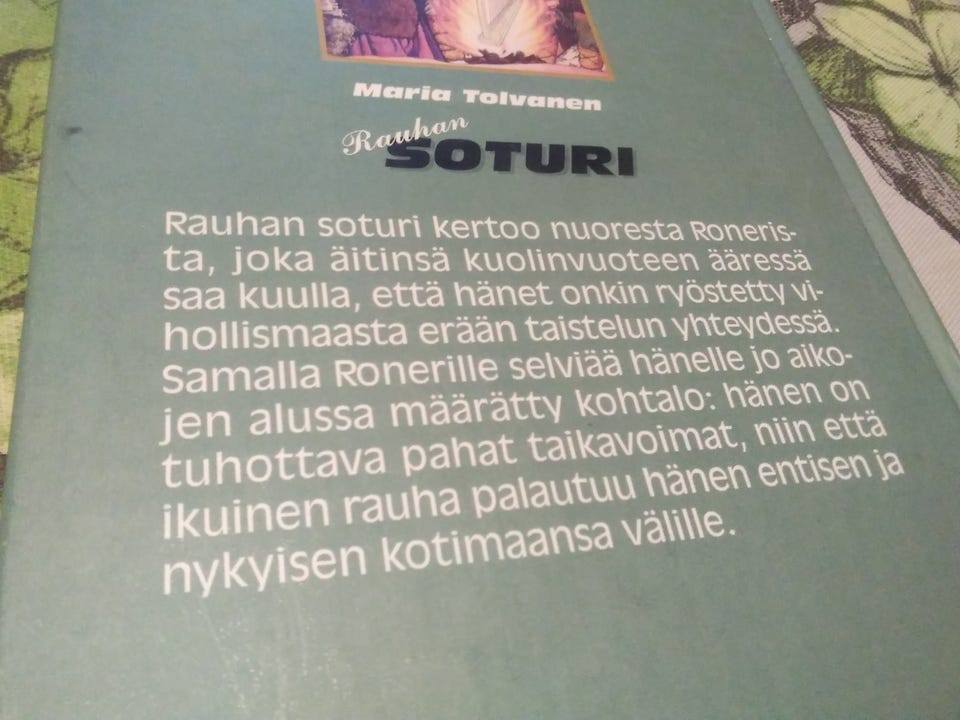 Maria Tolvanen
Rauhan
SOTURI
Rauhan soturi kertoo nuoresta Roneris-
ta, joka äitinsä kuolinvuoteen ääressä
saa kuulla, että hänet onkin ryöstetty vi-
hollismaasta erään taistelun yhteydessä.
Samalla Ronerille selviää hänelle jo aiko-
jen alussa määrätty kohtalo: hänen on
tuhottava pahat taikavoimat, niin että
ikuinen rauha palautuu hänen entisen ja
nykyisen kotimaansa välille.